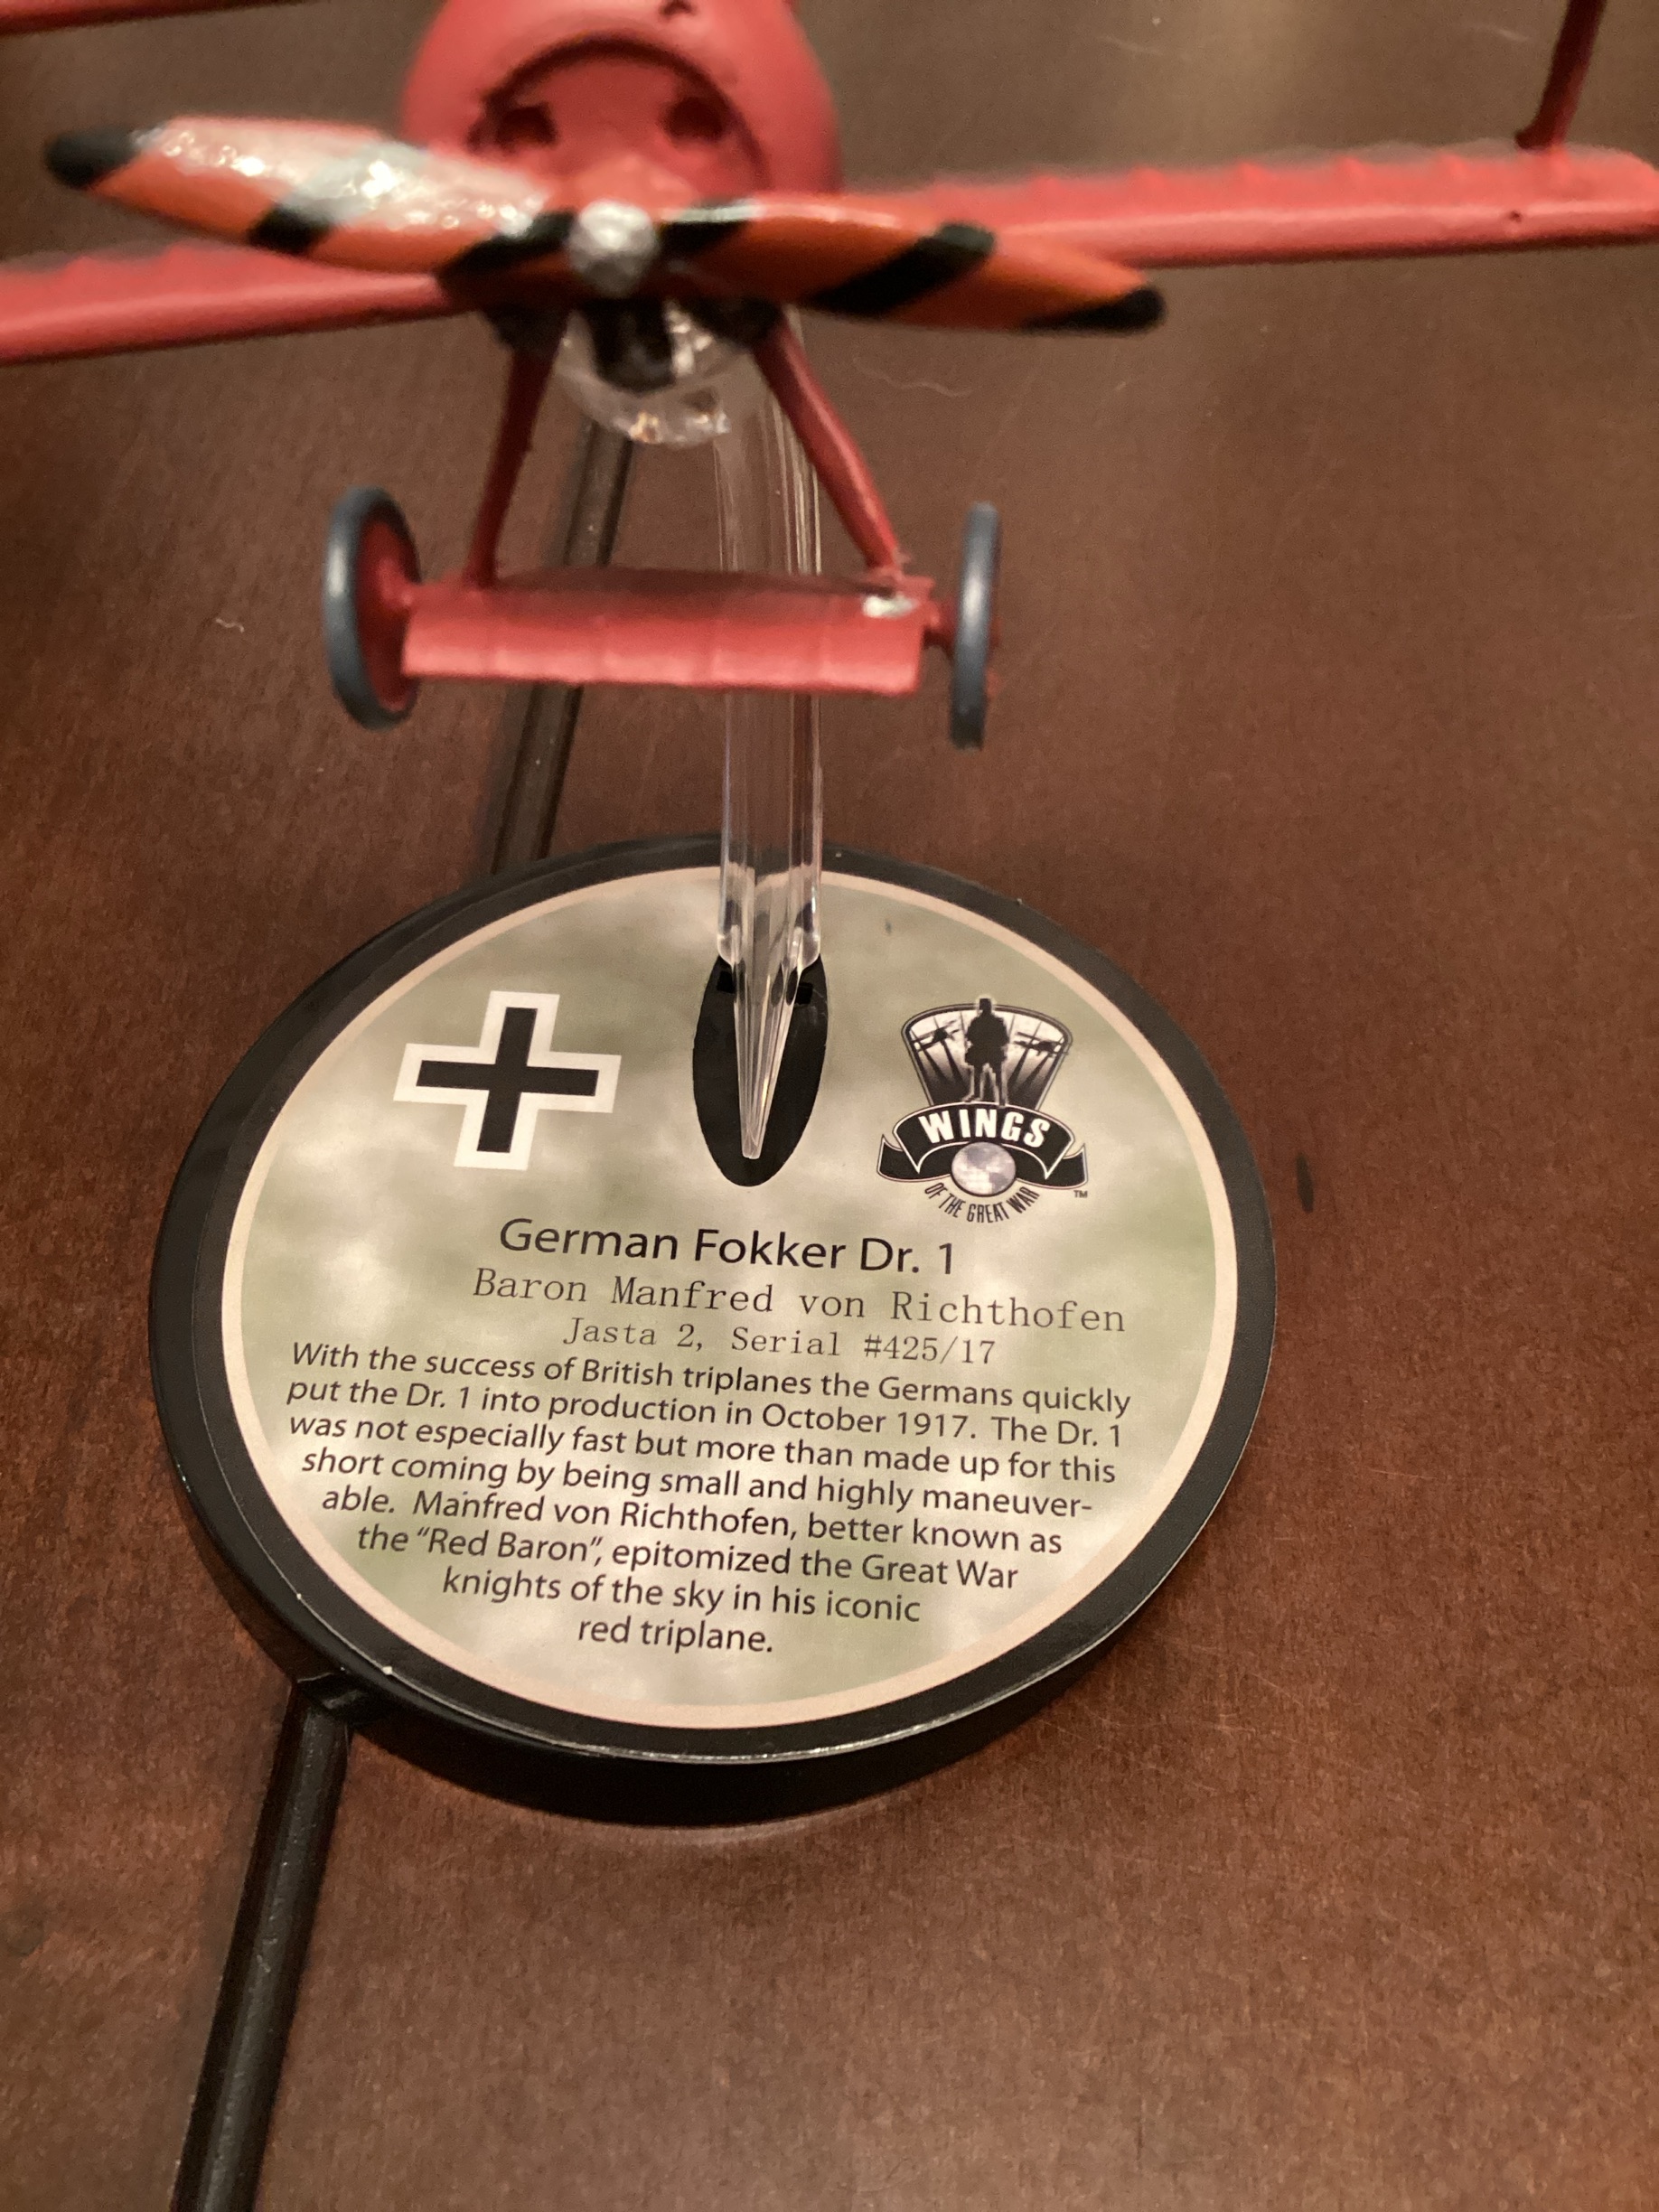 WINGS
OF THE GREAT WAR
TM
German Fokker Dr. 1
Baron Manfred von Richthofen
Jasta 2, Serial #425/17
With the success of British triplanes the Germans quickly
put the Dr. 1 into production in October 1917. The Dr. 1
was not especially fast but more than made up for this
short coming by being small and highly maneuver-
able. Manfred von Richthofen, better known as
the “Red Baron”, epitomized the Great War
knights of the sky in his iconic
red triplane.